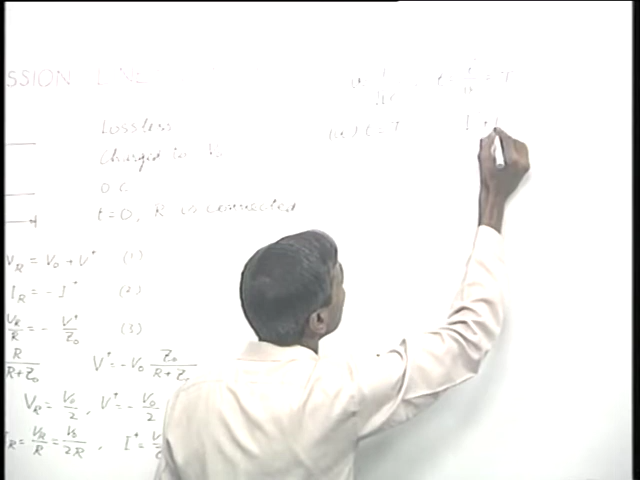 SSION LINE
Lossless
Charged to V₀
O C
t=0, R is connected
V_R = V₀ + V⁺ (1)
I_R = - I⁺ (2)
V_R/R = - V⁺/Z₀ (3)
R/(R+Z₀) V⁺ = -V₀ Z₀/(R+Z₀)
V_R = V₀/2 , V⁺ = - V₀/2
I_R = V_R/R = V₀/2R , I⁺ =
(a) t = T